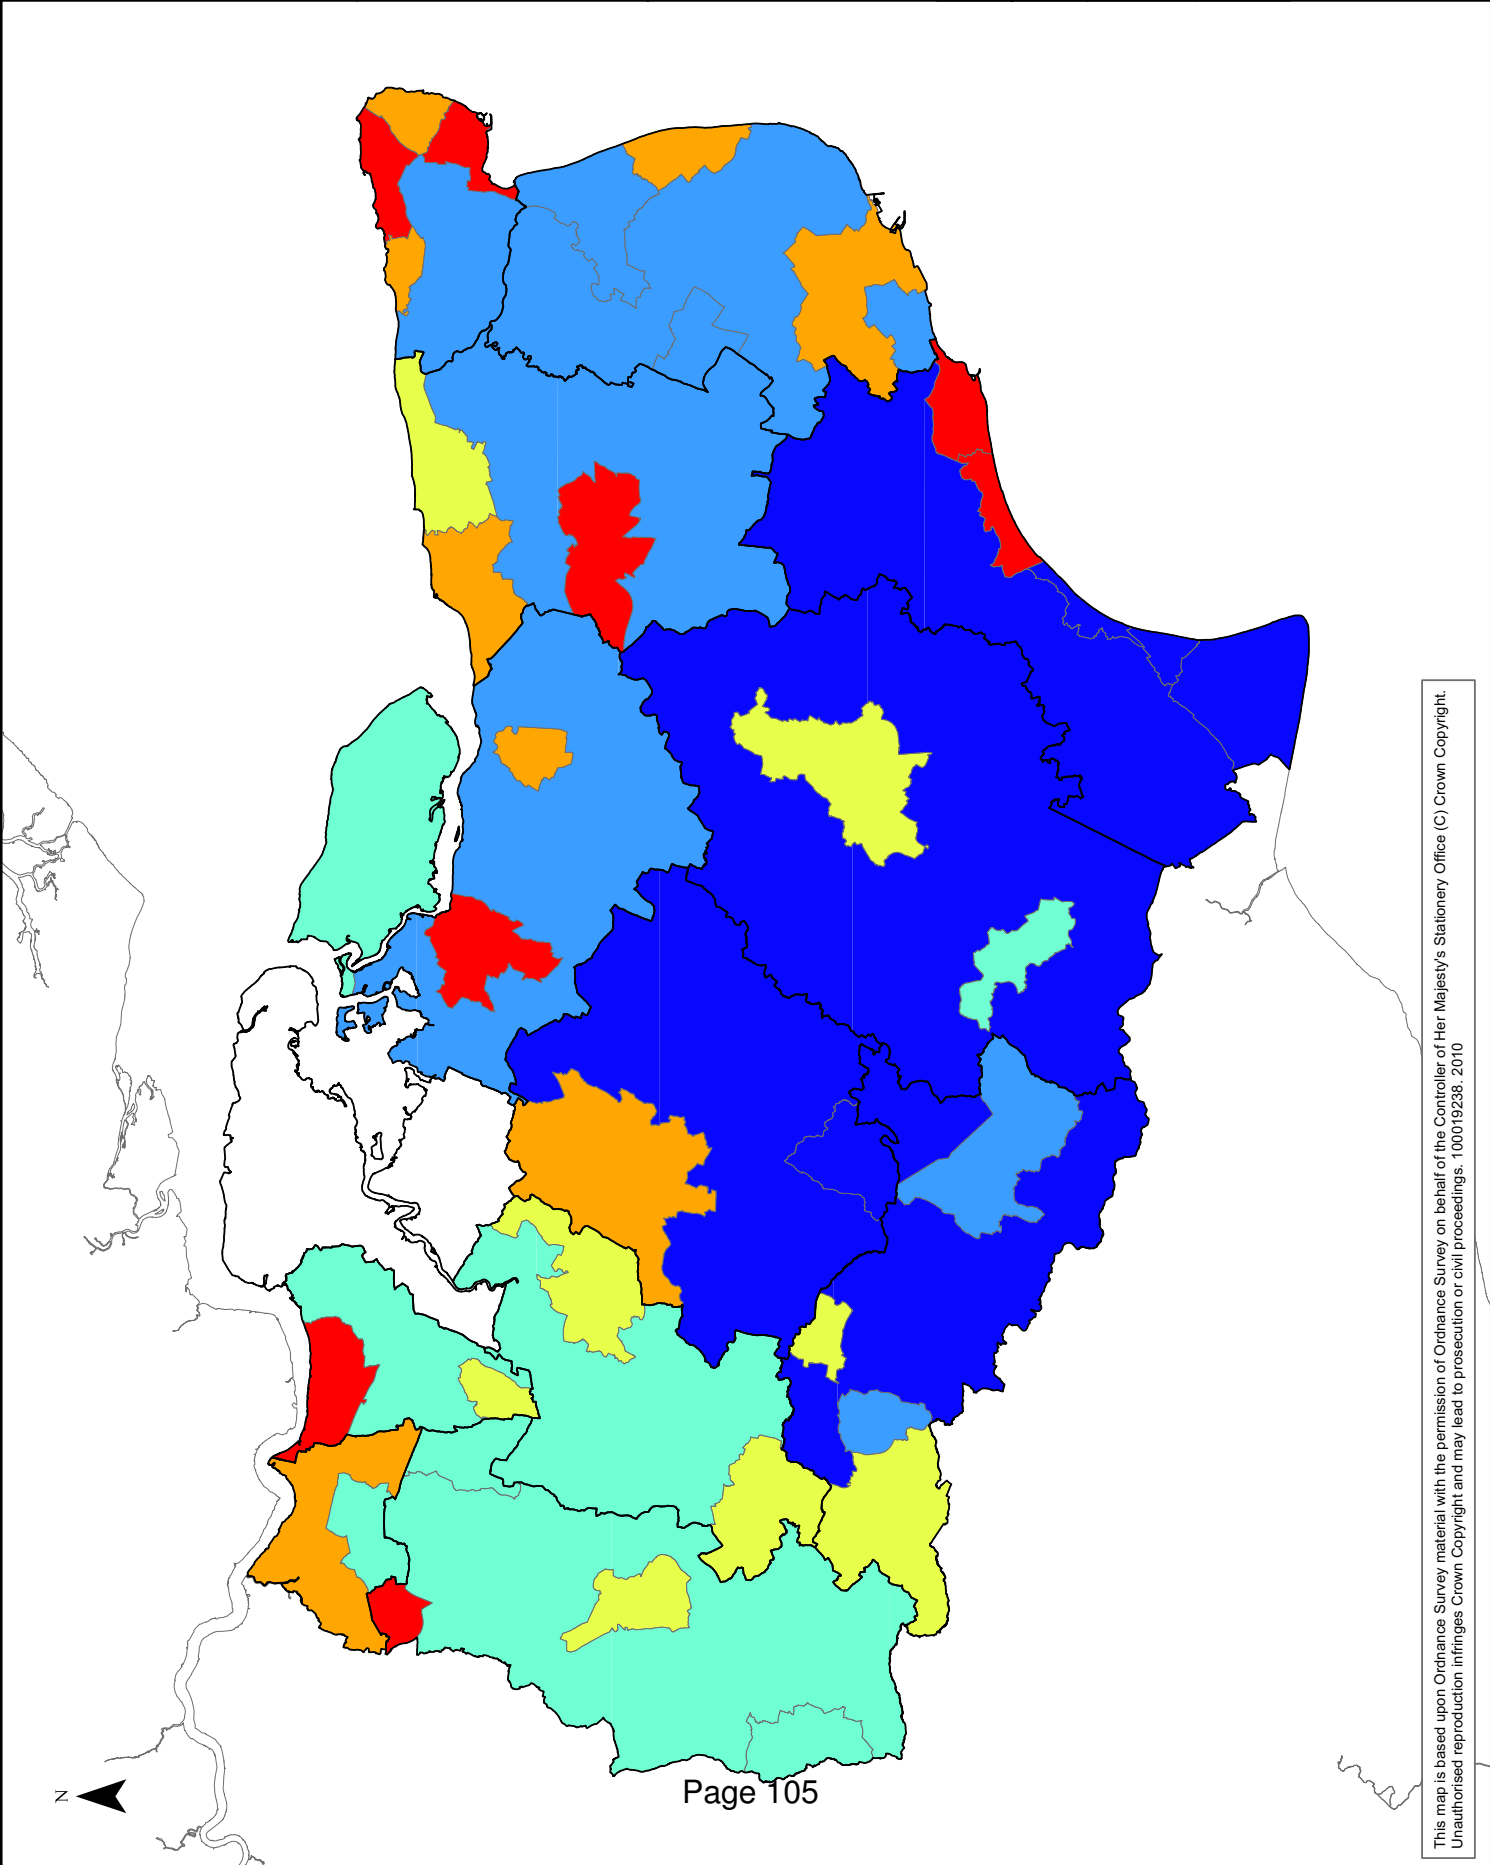 N
Page 105
This map is based upon Ordnance Survey material with the permission of Ordnance Survey on behalf of the Controller of Her Majesty's Stationery Office (C) Crown Copyright.
Unauthorised reproduction infringes Crown Copyright and may lead to prosecution or civil proceedings. 100019238. 2010